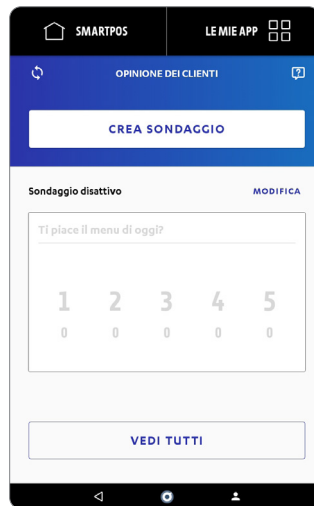 SMARTPOS
LE MIE APP
OPINIONE DEI CLIENTI
?
CREA SONDAGGIO
Sondaggio disattivo
MODIFICA
Ti piace il menu di oggi?
1 2 3 4 5
0 0 0 0 0
VEDI TUTTI